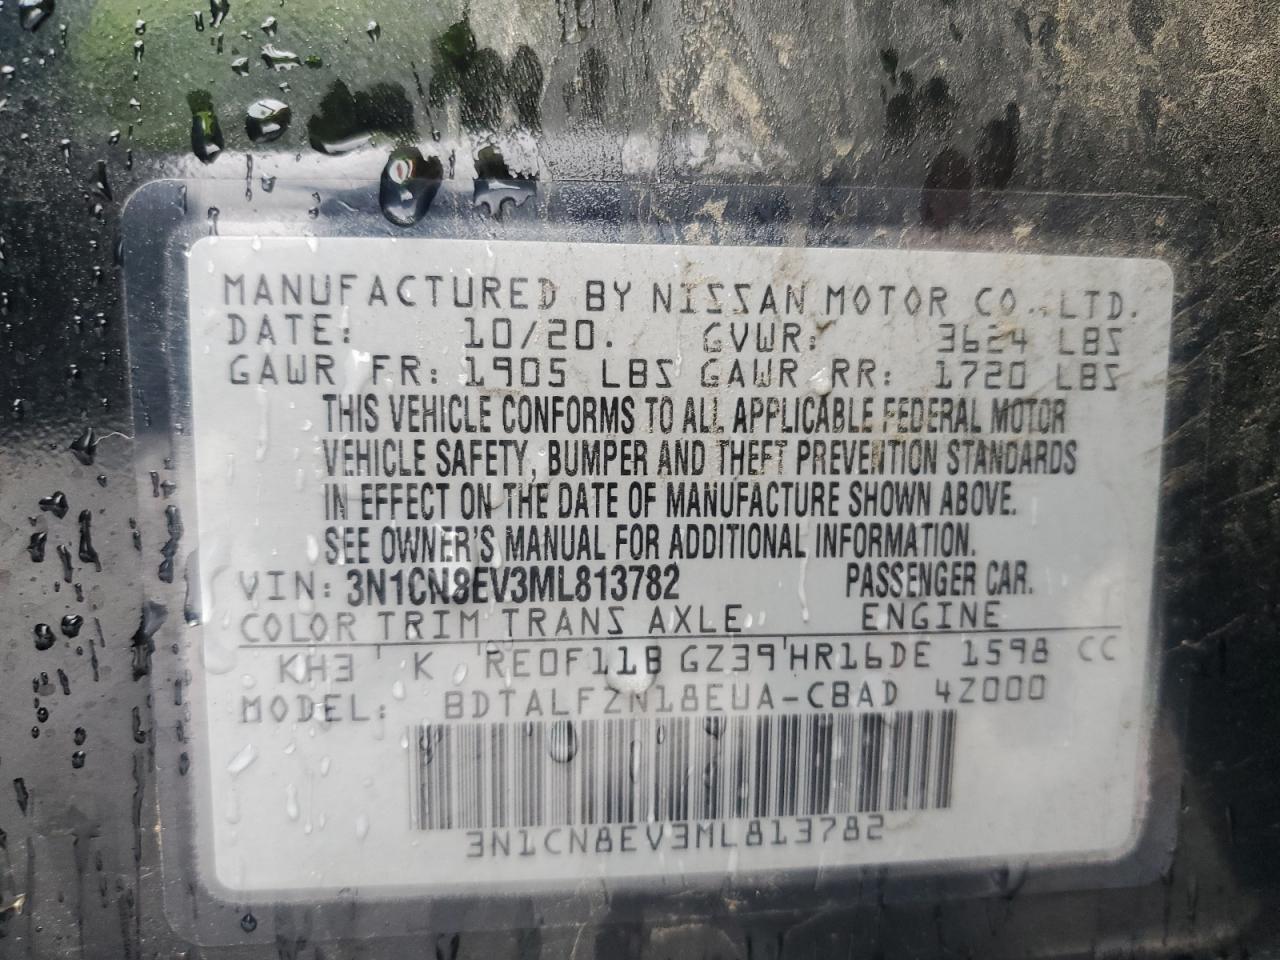 MANUFACTURED BY NISSAN MOTOR CO., LTD.
DATE: 10/20. GVWR: 3624 LBS
GAWR FR: 1905 LBS GAWR RR: 1720 LBS
THIS VEHICLE CONFORMS TO ALL APPLICABLE FEDERAL MOTOR
VEHICLE SAFETY, BUMPER AND THEFT PREVENTION STANDARDS
IN EFFECT ON THE DATE OF MANUFACTURE SHOWN ABOVE.
SEE OWNER'S MANUAL FOR ADDITIONAL INFORMATION.
VIN: 3N1CN8EV3ML813782 PASSENGER CAR.
COLOR TRIM TRANS AXLE ENGINE
KH3 K RE0F11B GZ39 HR16DE 1598 CC
MODEL: BDTALFZN18EUA-CBAD 4Z000
3N1CN8EV3ML813782